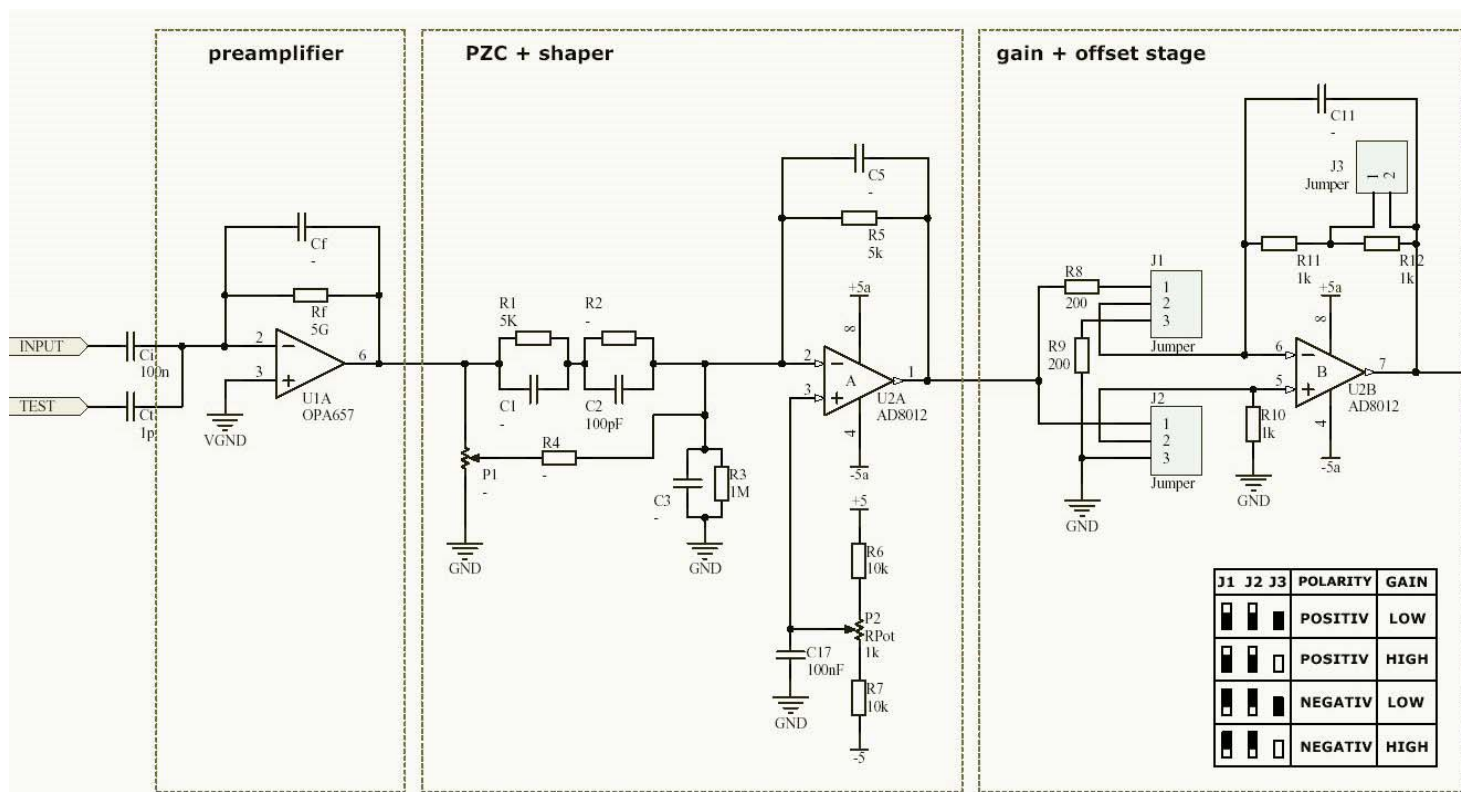 preamplifier
PZC + shaper
gain + offset stage
INPUT
TEST
Ci
100n
Ct
1p
Cf
-
Rf
5G
2
3
6
U1A
OPA657
VGND
R1
5K
R2
-
C1
-
C2
100pF
P1
-
R4
-
GND
C3
-
R3
1M
GND
C5
-
R5
5k
+5a
8
2
3
A
1
U2A
AD8012
4
-5a
+5
R6
10k
P2
RPot
1k
C17
100nF
GND
R7
10k
-5
C11
-
J3
Jumper
1
2
R11
1k
R12
1k
R8
200
J1
1
2
3
Jumper
R9
200
J2
1
2
3
Jumper
GND
R10
1k
GND
+5a
8
6
5
B
7
U2B
AD8012
4
-5a
J1 J2 J3 POLARITY GAIN
POSITIV LOW
POSITIV HIGH
NEGATIV LOW
NEGATIV HIGH